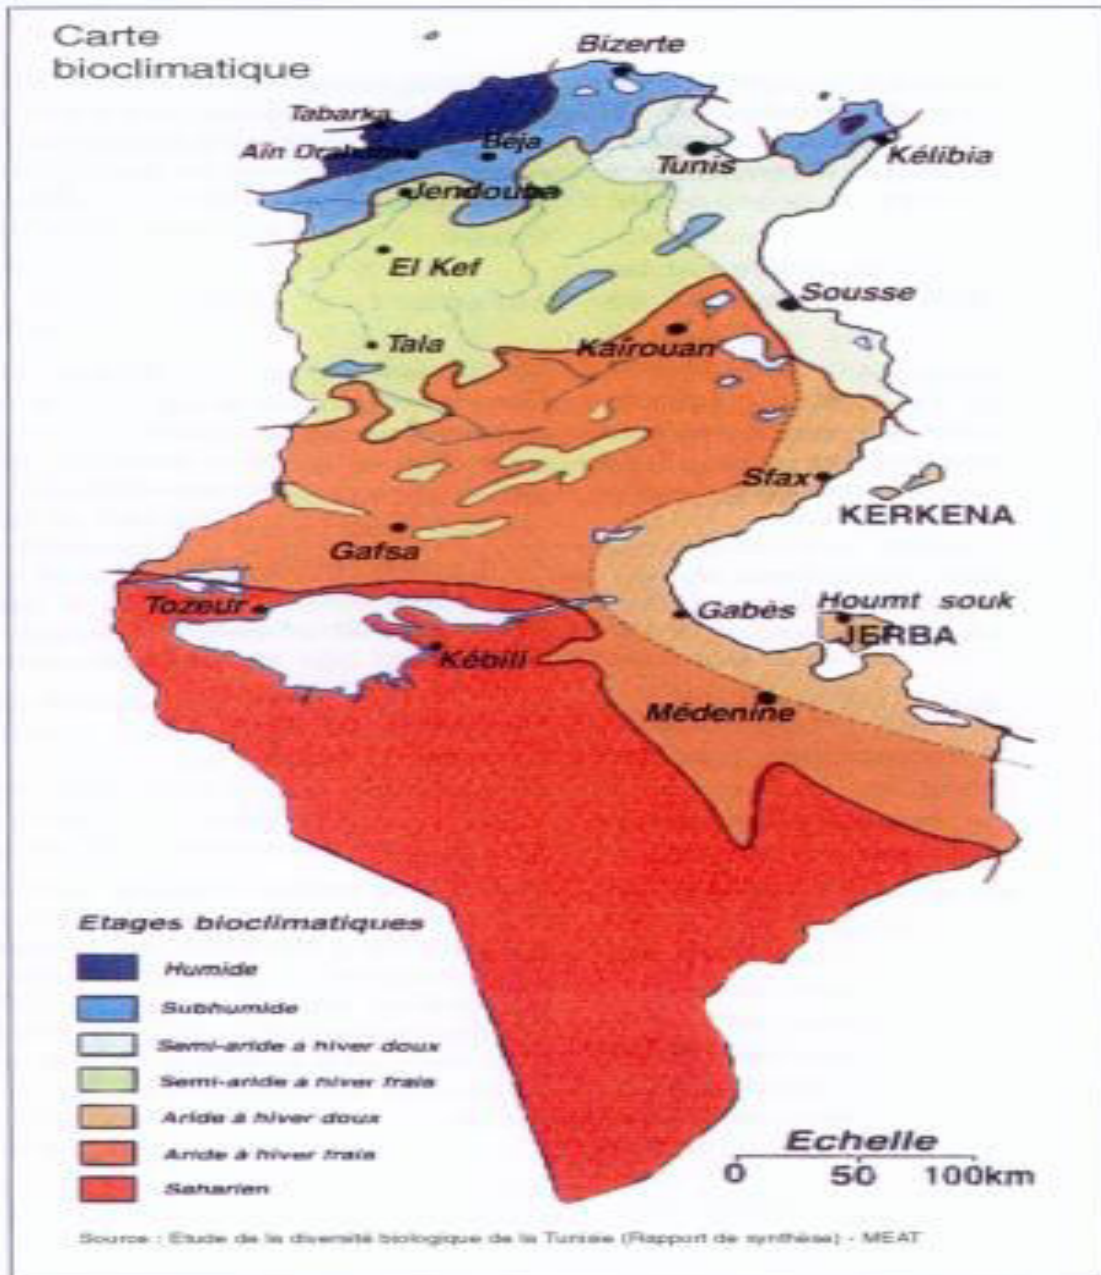 Carte
bioclimatique
Bizerte
Tabarka
Aïn Draham
Beja
Tunis
Kélibia
Jendouba
El Kef
Sousse
Tala
Kaîrouan
Sfax
KERKENA
Gafsa
Tozeur
Gabès
Houmt souk
JERBA
Kébili
Médenine
Etages bioclimatiques
Humide
Subhumide
Semi-aride à hiver doux
Semi-aride à hiver frais
Aride à hiver doux
Aride à hiver frais
Saharien
Echelle
0 50 100km
Source : Etude de la diversité biologique de la Tunisie (Rapport de synthèse) - MEAT